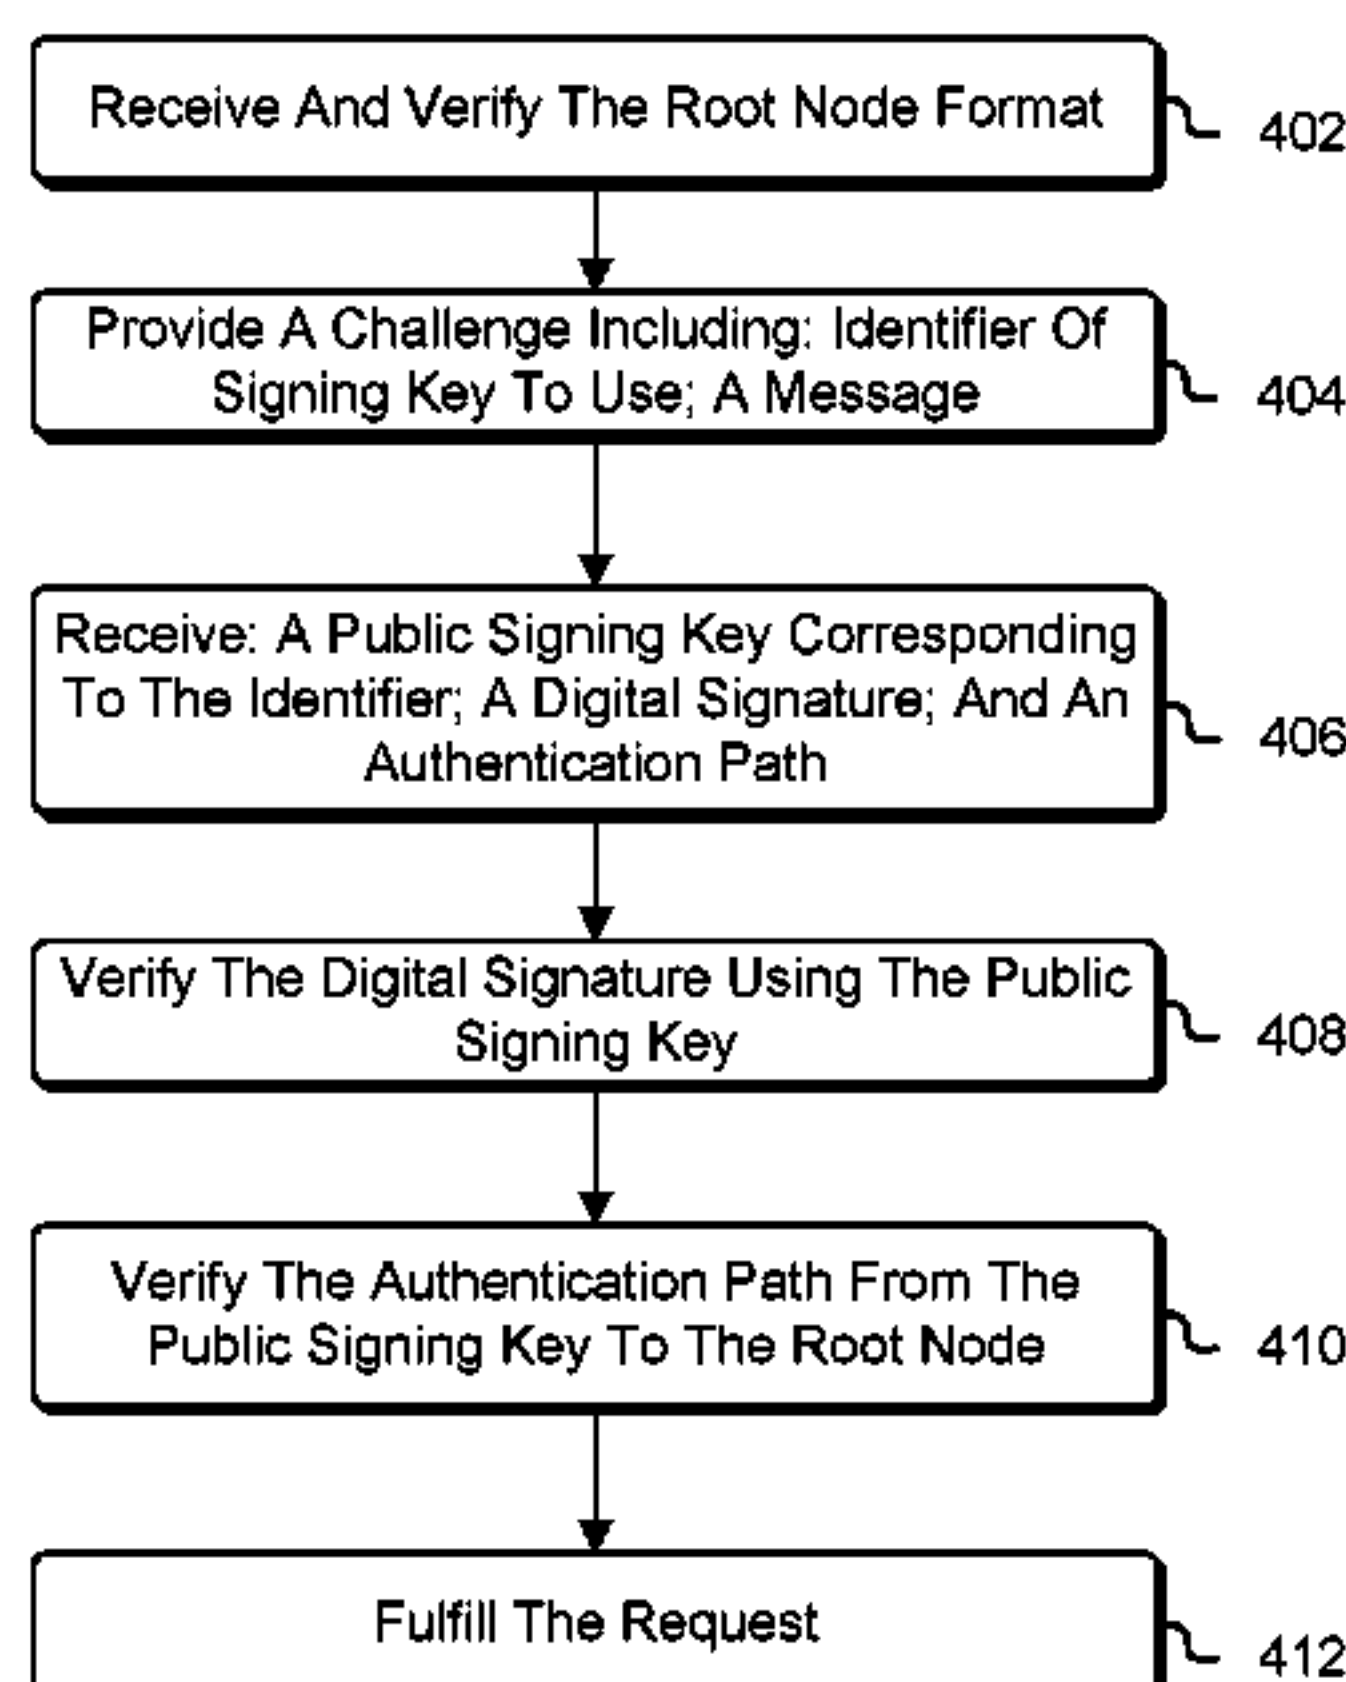 Receive And Verify The Root Node Format
402
Provide A Challenge Including: Identifier Of
Signing Key To Use; A Message
404
Receive: A Public Signing Key Corresponding
To The Identifier; A Digital Signature; And An
Authentication Path
406
Verify The Digital Signature Using The Public
Signing Key
408
Verify The Authentication Path From The
Public Signing Key To The Root Node
410
Fulfill The Request
412